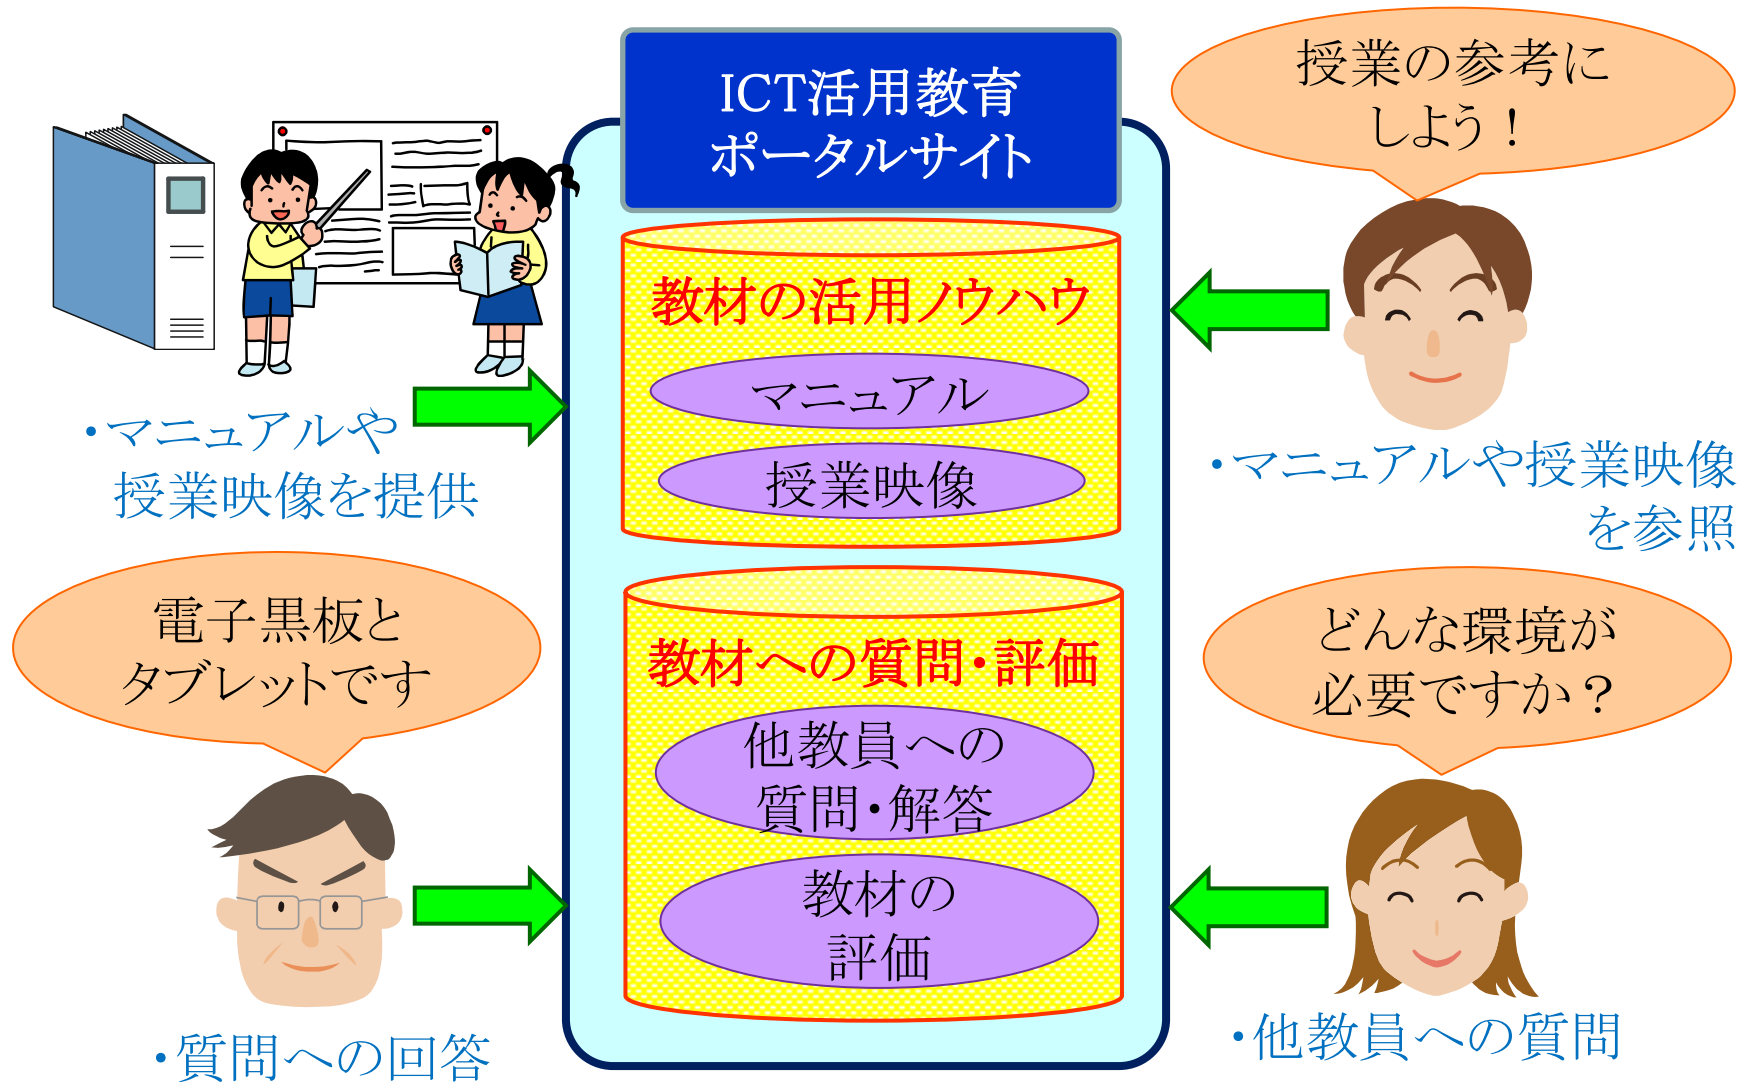 ICT活用教育
ポータルサイト
教材の活用ノウハウ
マニュアル
授業映像
教材への質問・評価
他教員への
質問・解答
教材の
評価
・マニュアルや
授業映像を提供
電子黒板と
タブレットです
・質問への回答
授業の参考に
しよう！
・マニュアルや授業映像
を参照
どんな環境が
必要ですか？
・他教員への質問